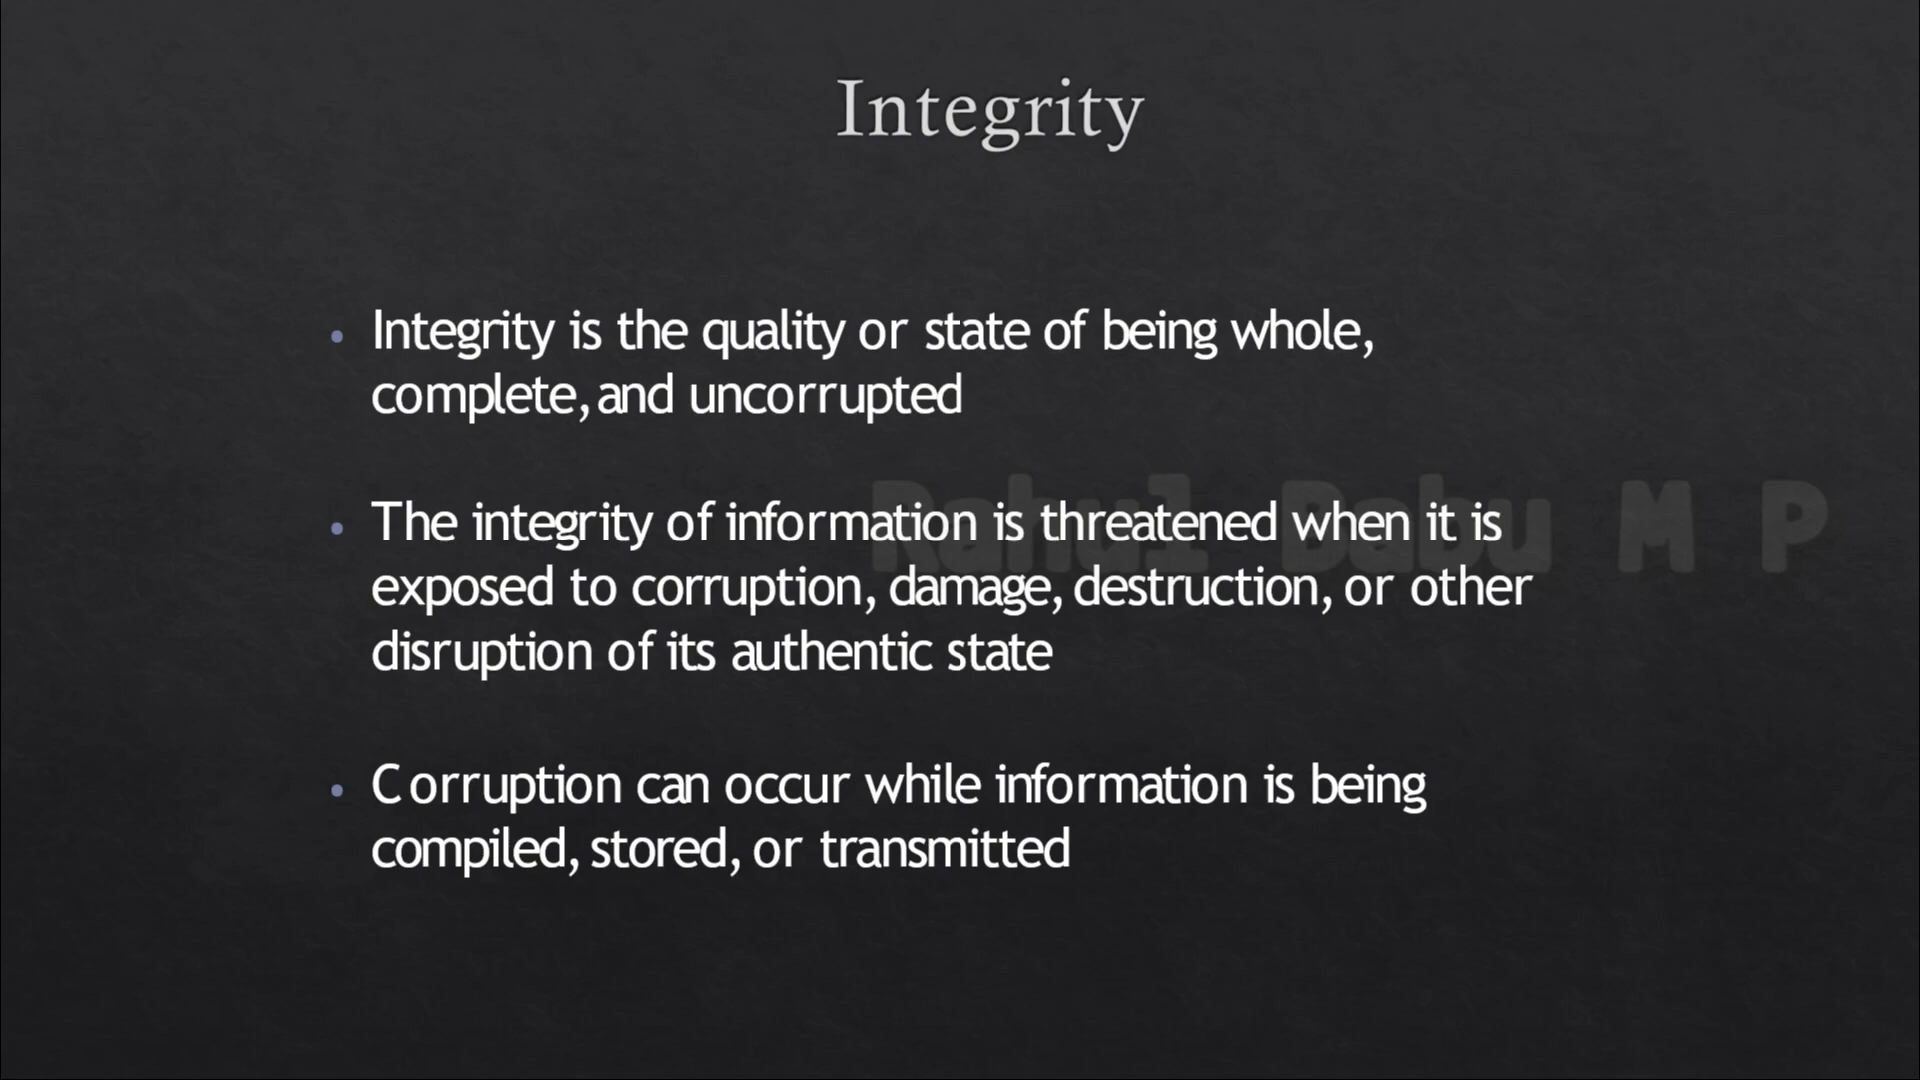 Integrity
• Integrity is the quality or state of being whole,
complete, and uncorrupted
Rahul Babu M P
• The integrity of information is threatened when it is
exposed to corruption, damage, destruction, or other
disruption of its authentic state
• Corruption can occur while information is being
compiled, stored, or transmitted